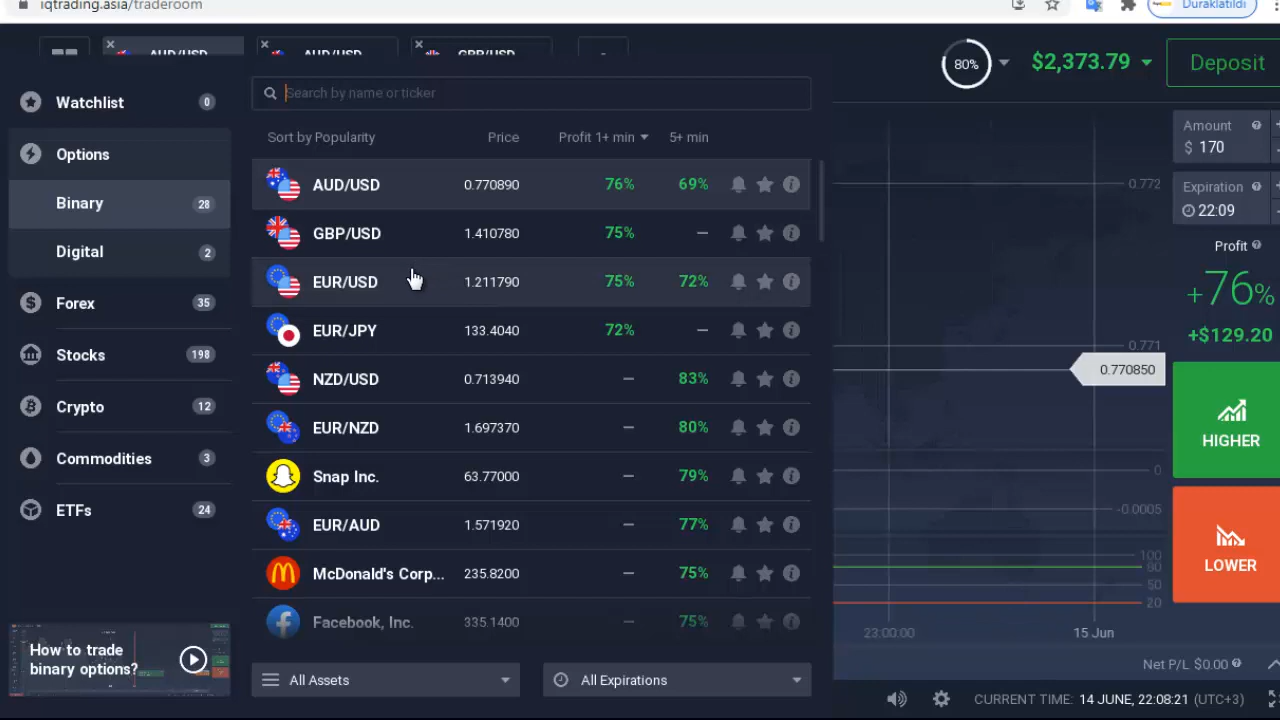 iqtrading.asia/traderoom
Duraklatıldı
AUD/USD
AUD/USD
GBP/USD
80%
$2,373.79
Deposit
Watchlist 0
Options
Binary 28
Digital 2
Forex 35
Stocks 198
Crypto 12
Commodities 3
ETFs 24
How to trade
binary options?
Search by name or ticker
Sort by Popularity Price Profit 1+ min 5+ min
AUD/USD 0.770890 76% 69%
GBP/USD 1.410780 75% –
EUR/USD 1.211790 75% 72%
EUR/JPY 133.4040 72% –
NZD/USD 0.713940 – 83%
EUR/NZD 1.697370 – 80%
Snap Inc. 63.77000 – 79%
EUR/AUD 1.571920 – 77%
McDonald's Corp... 235.8200 – 75%
Facebook, Inc. 335.1400 – 75%
All Assets
All Expirations
0.772
0.771
0.770850
0
-0.0005
100
80
50
20
23:00:00
15 Jun
Amount
$ 170
Expiration
22:09
Profit
+76%
+$129.20
HIGHER
LOWER
Net P/L $0.00
CURRENT TIME: 14 JUNE, 22:08:21 (UTC+3)